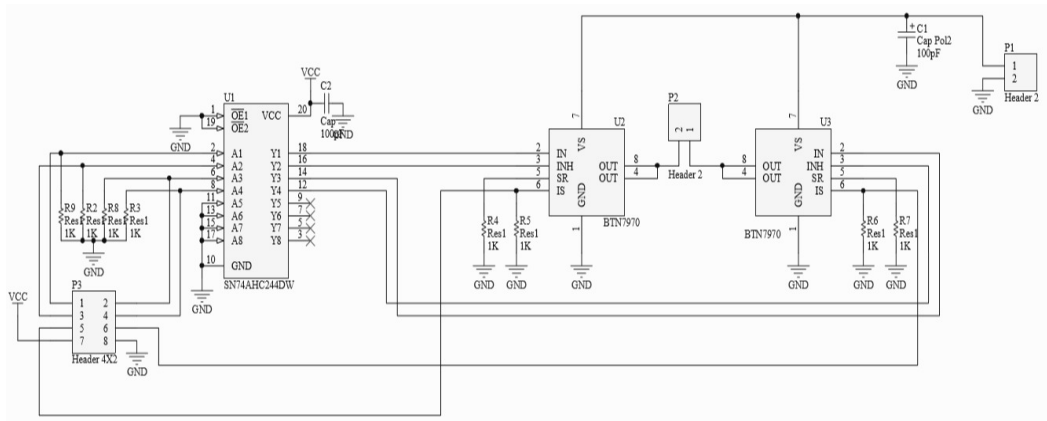 C1
Cap Pol2
100pF
GND
P1
1
2
Header 2
GND
VCC
C2
Cap
100pF
GND
U1
1
19
OE1
OE2
VCC
20
GND
2
4
6
8
11
13
15
17
10
A1
A2
A3
A4
A5
A6
A7
A8
GND
Y1
Y2
Y3
Y4
Y5
Y6
Y7
Y8
18
16
14
12
9
7
5
3
SN74AHC244DW
GND
R9
Res1
1K
R2
Res1
1K
R8
Res1
1K
R3
Res1
1K
GND
P3
VCC
1
2
3
4
5
6
7
8
Header 4X2
GND
7
U2
2
3
5
6
IN
INH
SR
IS
VS
GND
OUT
OUT
8
4
1
BTN7970
R4
Res1
1K
R5
Res1
1K
GND
GND
GND
P2
2
1
Header 2
7
U3
8
4
OUT
OUT
VS
GND
IN
INH
SR
IS
2
3
5
6
1
BTN7970
R6
Res1
1K
R7
Res1
1K
GND
GND
GND